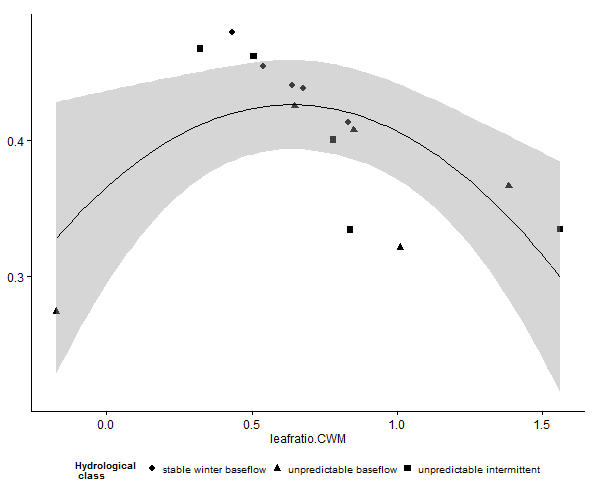 0.4
0.3
0.0 0.5 1.0 1.5
leafratio.CWM
Hydrological
class
stable winter baseflow unpredictable baseflow unpredictable intermittent